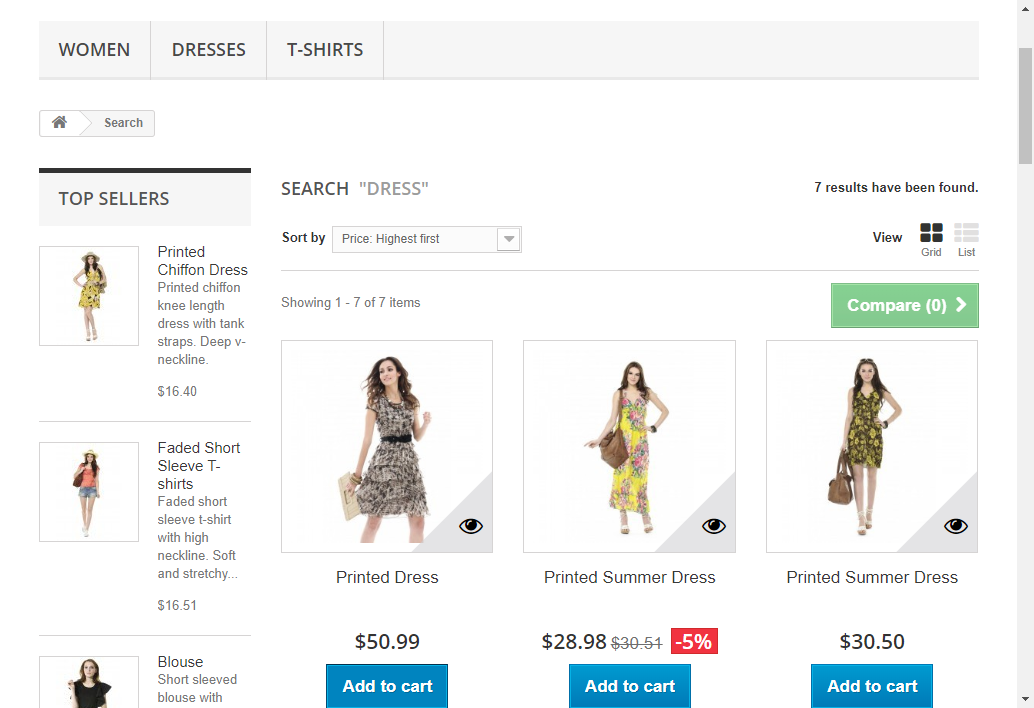 WOMEN
DRESSES
T-SHIRTS
Search
TOP SELLERS
Printed
Chiffon Dress
Printed chiffon
knee length
dress with tank
straps. Deep v-
neckline.
$16.40
Faded Short
Sleeve T-
shirts
Faded short
sleeve t-shirt
with high
neckline. Soft
and stretchy...
$16.51
Blouse
Short sleeved
blouse with
SEARCH "DRESS"
7 results have been found.
Sort by
Price: Highest first
View
Grid
List
Showing 1 - 7 of 7 items
Compare (0)
Printed Dress
$50.99
Add to cart
Printed Summer Dress
$28.98 $30.51 -5%
Add to cart
Printed Summer Dress
$30.50
Add to cart